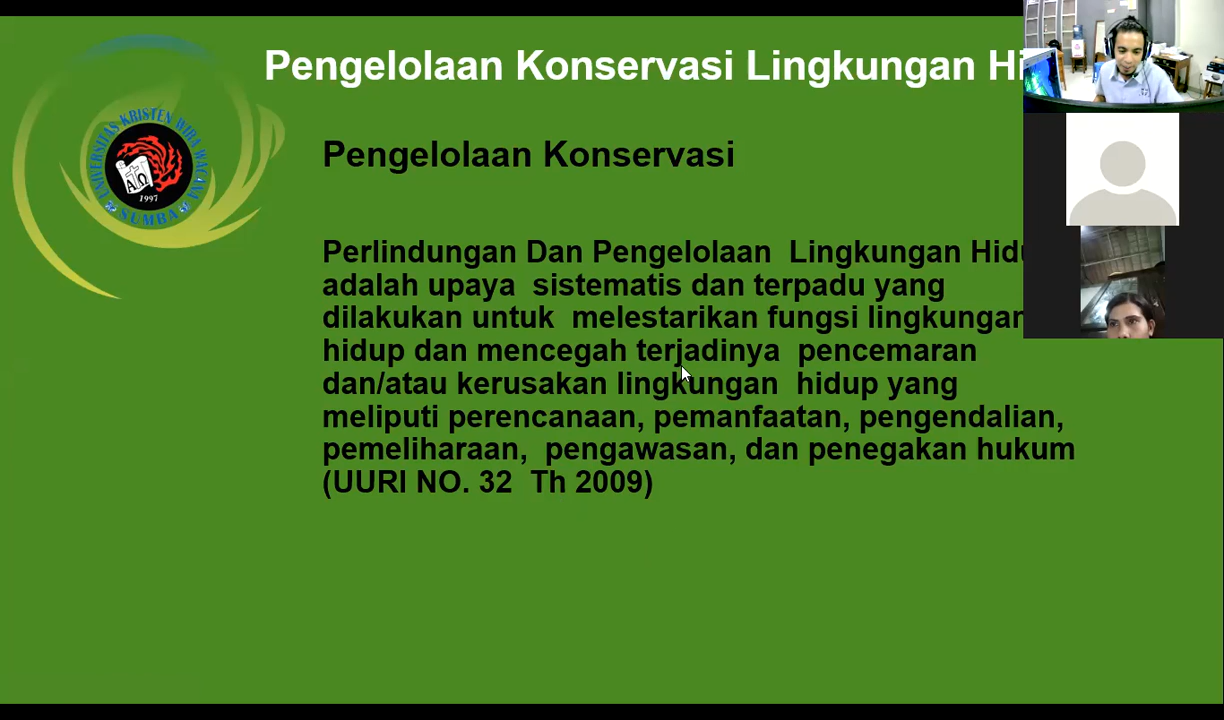 Pengelolaan Konservasi Lingkungan
UNIVERSITAS KRISTEN WIRA WACANA
SUMBA
ΑΩ
1997
Pengelolaan Konservasi
Perlindungan Dan Pengelolaan Lingkungan
adalah upaya sistematis dan terpadu yang
dilakukan untuk melestarikan fungsi lingkungan
hidup dan mencegah terjadinya pencemaran
dan/atau kerusakan lingkungan hidup yang
meliputi perencanaan, pemanfaatan, pengendalian,
pemeliharaan, pengawasan, dan penegakan hukum
(UURI NO. 32 Th 2009)